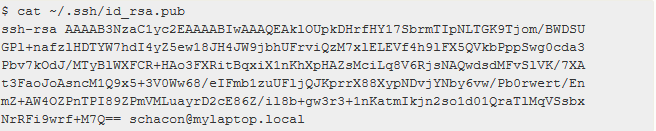 $ cat ~/.ssh/id_rsa.pub
ssh-rsa AAAAB3NzaC1yc2EAAAABIwAAAQEAklOUpkDHrfHY17SbrmTIpNLTGK9Tjom/BWDSU
GPl+nafzlHDTYW7hdI4yZ5ew18JH4JW9jbhUFrviQzM7xlELEVf4h9lFX5QVkbPppSwg0cda3
Pbv7kOdJ/MTyBlWXFCR+HAo3FXRitBqxiX1nKhXpHAZsMciLq8V6RjsNAQwdsdMFvSlVK/7XA
t3FaoJoAsncM1Q9x5+3V0Ww68/eIFmb1zuUFljQJKprrX88XypNDvjYNby6vw/Pb0rwert/En
mZ+AW4OZPnTPI89ZPmVMLuayrD2cE86Z/il8b+gw3r3+1nKatmIkjn2so1d01QraTlMqVSsbx
NrRFi9wrf+M7Q== schacon@mylaptop.local